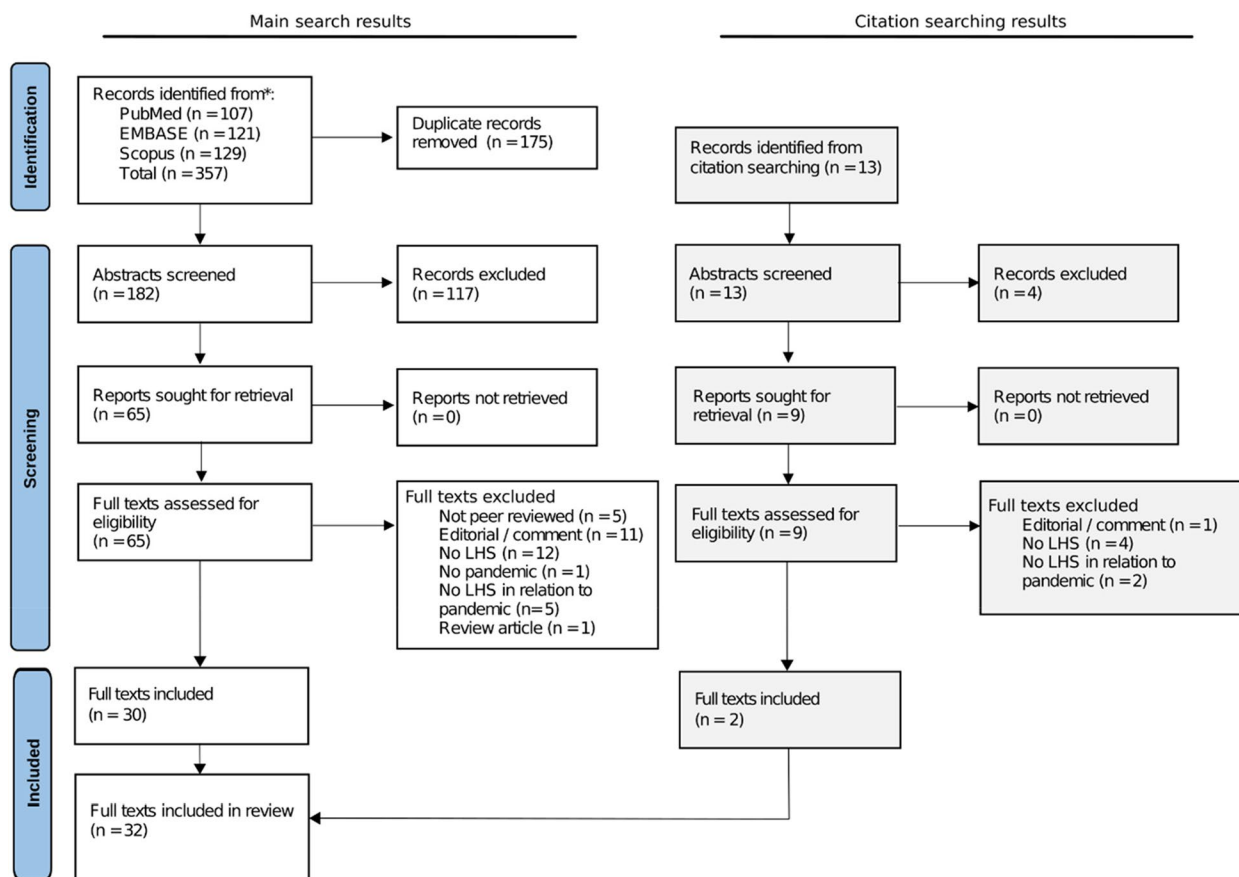 Main search results
Citation searching results
Identification
Records identified from*:
PubMed (n = 107)
EMBASE (n = 121)
Scopus (n = 129)
Total (n = 357)
Duplicate records
removed (n = 175)
Records identified from
citation searching (n = 13)
Screening
Abstracts screened
(n = 182)
Records excluded
(n = 117)
Abstracts screened
(n = 13)
Records excluded
(n = 4)
Reports sought for retrieval
(n = 65)
Reports not retrieved
(n = 0)
Reports sought for
retrieval (n = 9)
Reports not retrieved
(n = 0)
Full texts assessed for
eligibility
(n = 65)
Full texts excluded
Not peer reviewed (n = 5)
Editorial / comment (n = 11)
No LHS (n = 12)
No pandemic (n = 1)
No LHS in relation to
pandemic (n= 5)
Review article (n = 1)
Full texts assessed for
eligibility (n = 9)
Full texts excluded
Editorial / comment (n = 1)
No LHS (n = 4)
No LHS in relation to
pandemic (n = 2)
Included
Full texts included
(n = 30)
Full texts included
(n = 2)
Full texts included in review
(n = 32)